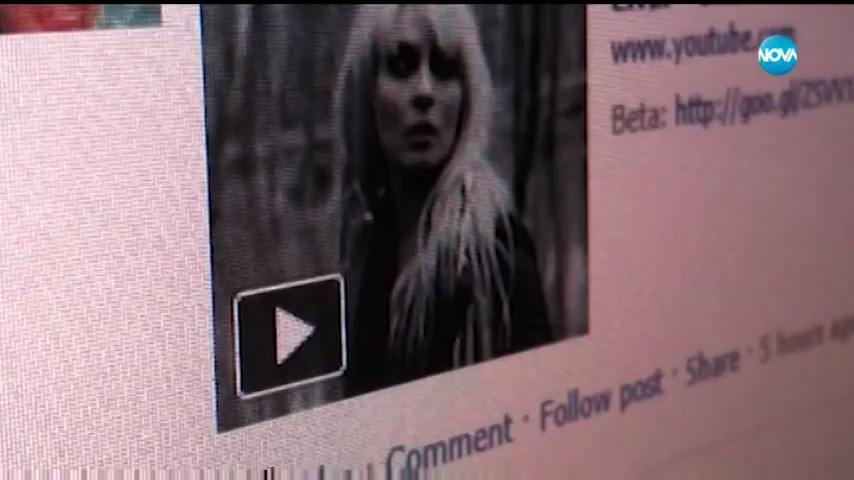 www.youtube.com
NOVA
Beta: http://goo.gl/
Comment · Follow post · Share · 5 hours ago